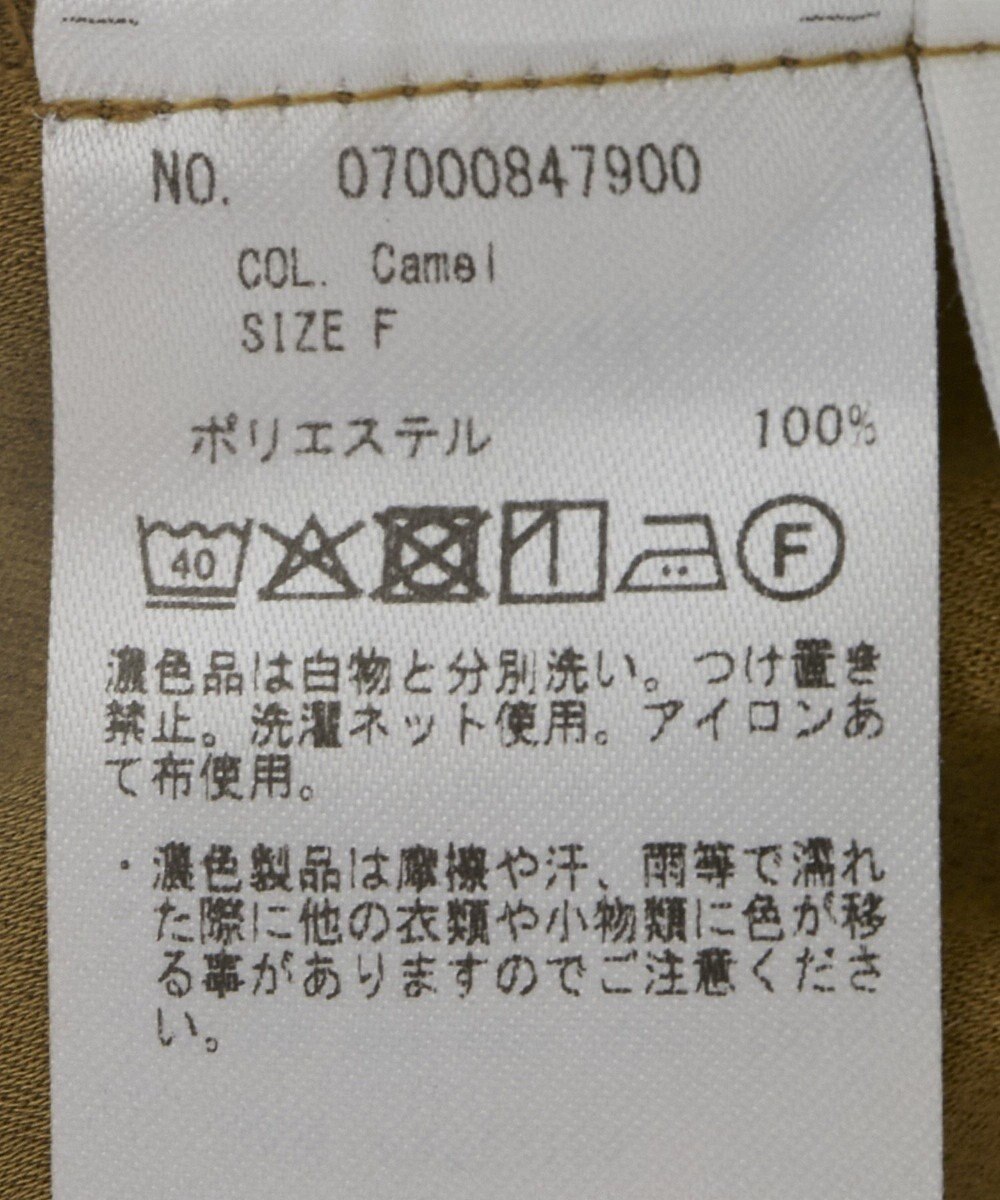 NO. 07000847900
COL. Camel
SIZE F
ポリエステル 100%
40
F
濃色品は白物と分別洗い。つけ置き
禁止。洗濯ネット使用。アイロンあ
て布使用。
・濃色製品は摩擦や汗、雨等で濡れ
た際に他の衣類や小物類に色が移
る事がありますのでご注意くださ
い。